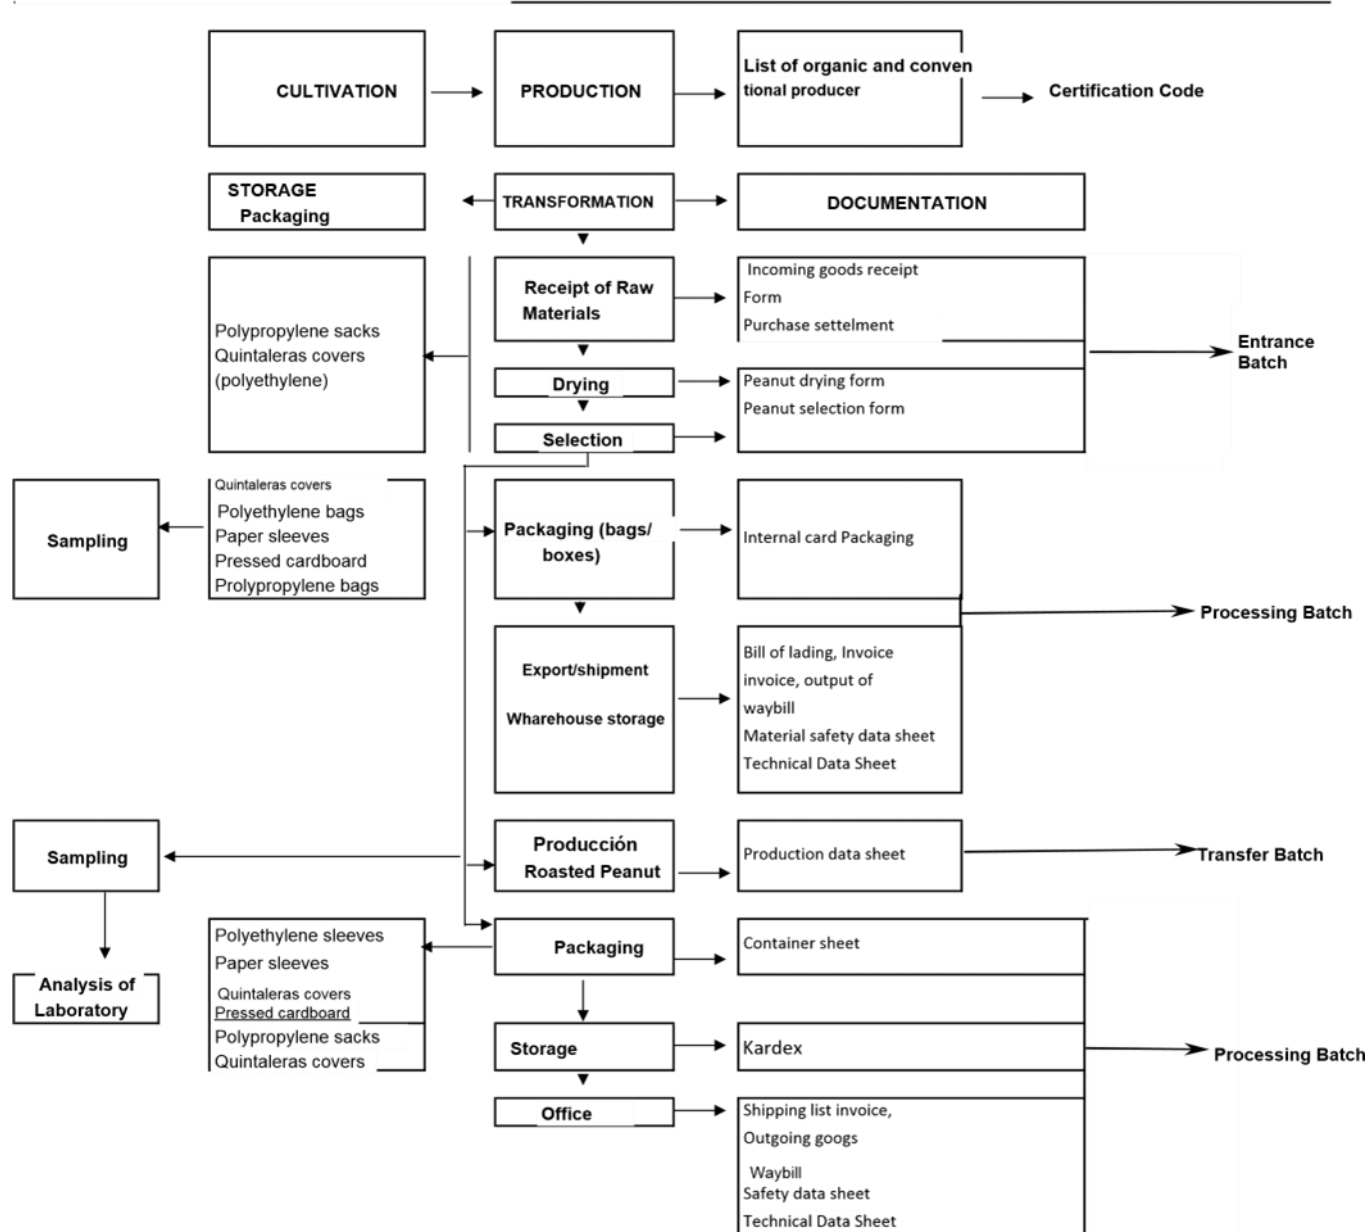 CULTIVATION
PRODUCTION
List of organic and conven
tional producer
Certification Code
STORAGE
Packaging
TRANSFORMATION
DOCUMENTATION
Polypropylene sacks
Quintaleras covers
(polyethylene)
Receipt of Raw
Materials
Incoming goods receipt
Form
Purchase settelment
Entrance
Batch
Drying
Peanut drying form
Peanut selection form
Selection
Sampling
Quintaleras covers
Polyethylene bags
Paper sleeves
Pressed cardboard
Prolypropylene bags
Packaging (bags/
boxes)
Internal card Packaging
Processing Batch
Export/shipment
Wharehouse storage
Bill of lading, Invoice
invoice, output of
waybill
Material safety data sheet
Technical Data Sheet
Sampling
Producción
Roasted Peanut
Production data sheet
Transfer Batch
Analysis of
Laboratory
Polyethylene sleeves
Paper sleeves
Quintaleras covers
Pressed cardboard
Polypropylene sacks
Quintaleras covers
Packaging
Container sheet
Storage
Kardex
Processing Batch
Office
Shipping list invoice,
Outgoing googs
Waybill
Safety data sheet
Technical Data Sheet